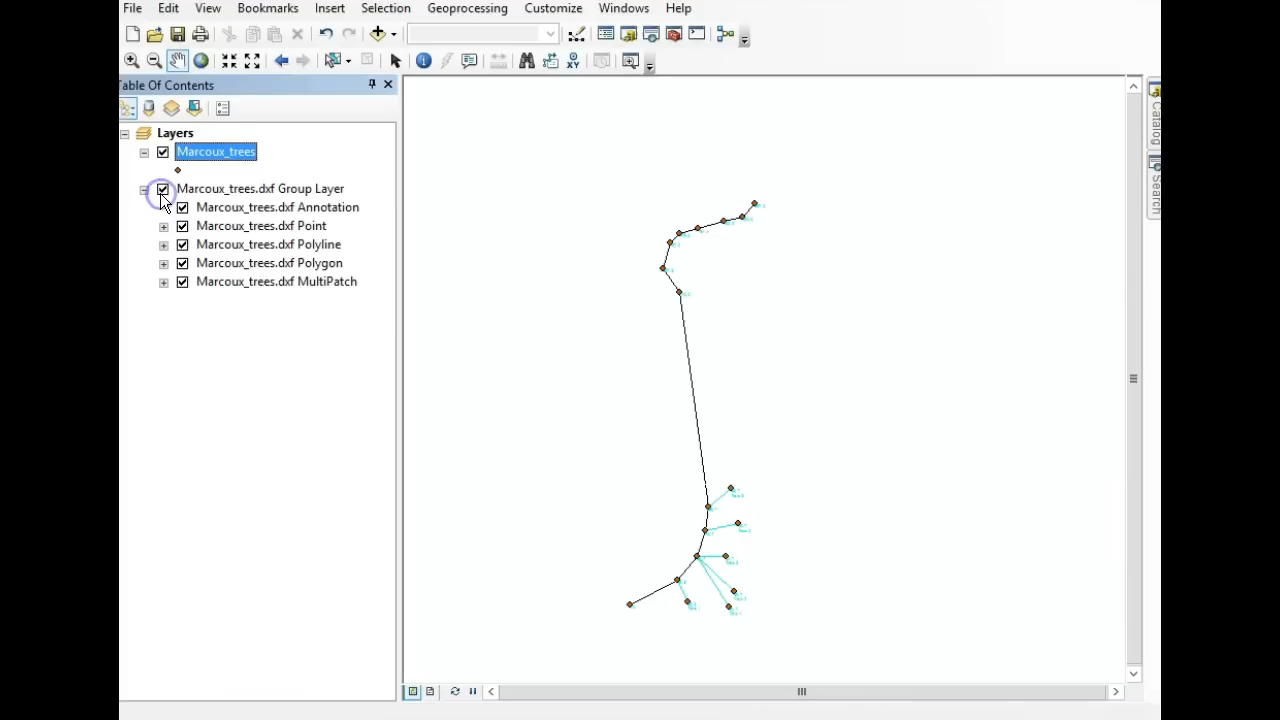 File Edit View Bookmarks Insert Selection Geoprocessing Customize Windows Help
Table Of Contents
Layers
Marcoux_trees
Marcoux_trees.dxf Group Layer
Marcoux_trees.dxf Annotation
Marcoux_trees.dxf Point
Marcoux_trees.dxf Polyline
Marcoux_trees.dxf Polygon
Marcoux_trees.dxf MultiPatch
Catalog
Search